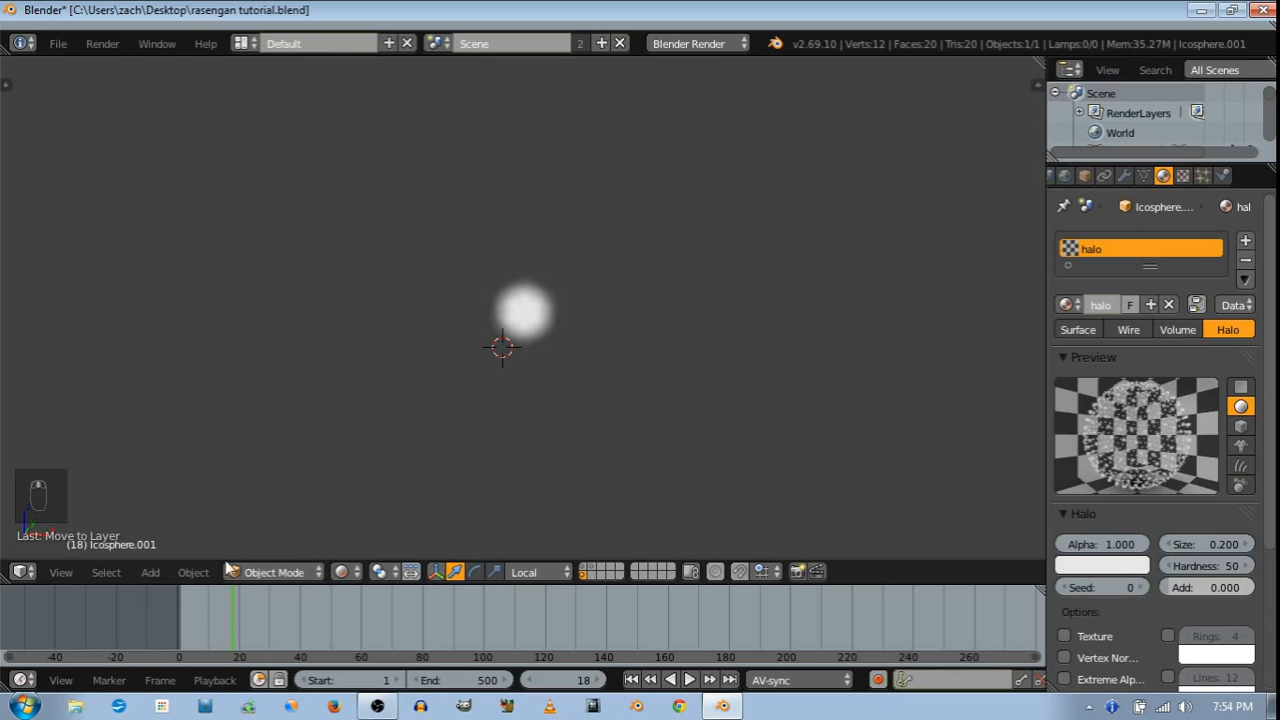 Blender* [C:\Users\zach\Desktop\rasengan tutorial.blend]
File Render Window Help Default Scene 2 Blender Render v2.69.10 | Verts:12 | Faces:20 | Tris:20 | Objects:1/1 | Lamps:0/0 | Mem:35.27M | Icosphere.001
View Search All Scenes
Scene
RenderLayers
World
Icosphere.... hal
halo
halo F Data
Surface Wire Volume Halo
Preview
Halo
Alpha: 1.000 Size: 0.200
Hardness: 50
Seed: 0 Add: 0.000
Options:
Texture Rings: 4
Vertex Nor...
Extreme Alp... Lines: 12
Last: Move to Layer
(18) Icosphere.001
View Select Add Object Object Mode Local
-40 -20 0 20 40 60 80 100 120 140 160 180 200 220 240 260
View Marker Frame Playback Start: 1 End: 500 18 AV-sync
7:54 PM